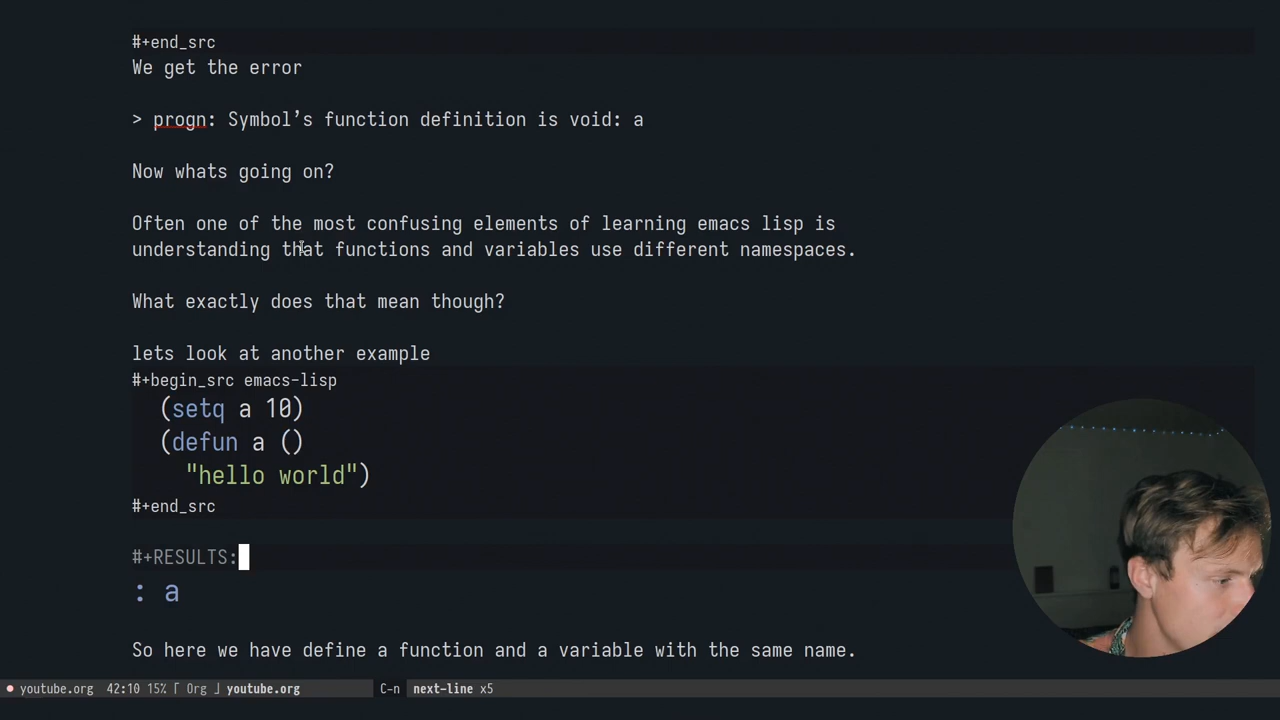 #+end_src
We get the error
> progn: Symbol’s function definition is void: a
Now whats going on?
Often one of the most confusing elements of learning emacs lisp is
understanding that functions and variables use different namespaces.
What exactly does that mean though?
lets look at another example
#+begin_src emacs-lisp
(setq a 10)
(defun a ()
"hello world")
#+end_src
#+RESULTS:
: a
So here we have define a function and a variable with the same name.
youtube.org 42:10 15%「 Org 」 youtube.org C-n next-line x5